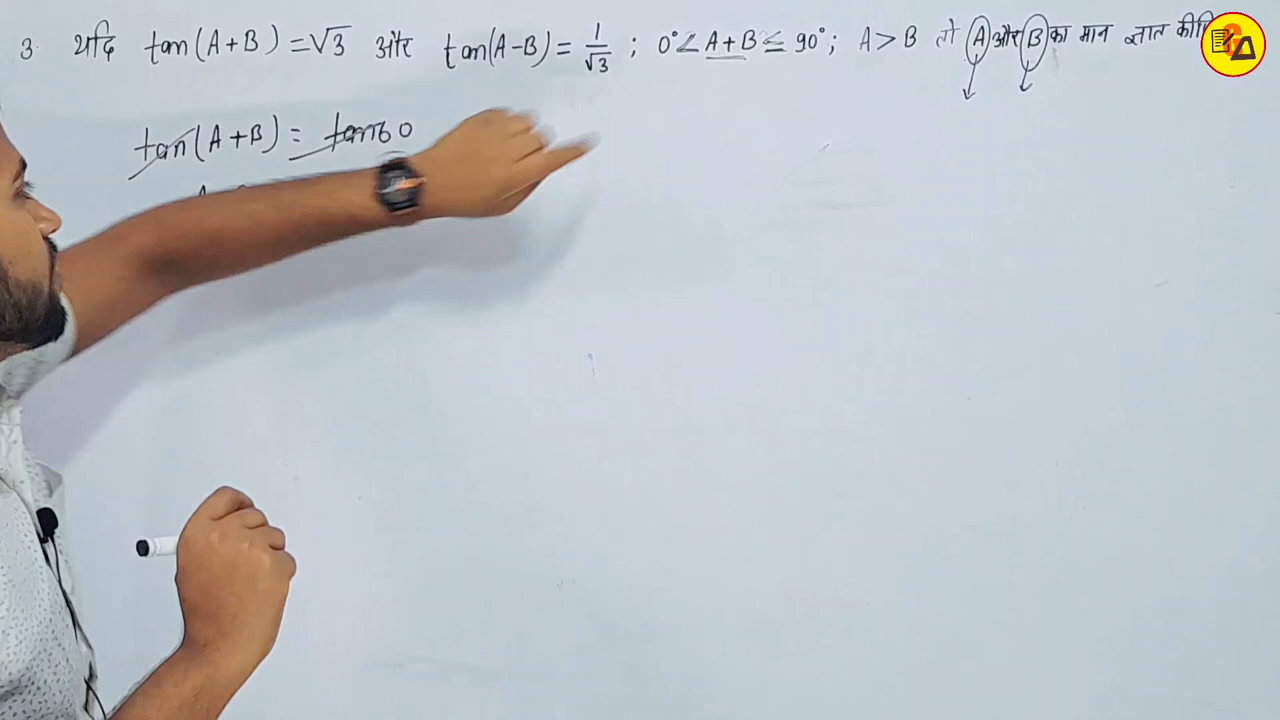 3. यदि tan(A+B)=√3 और tan(A-B)= 1/√3 ; 0°< A+B ≤ 90°; A > B तो A और B का मान ज्ञात
tan(A+B) = tan60